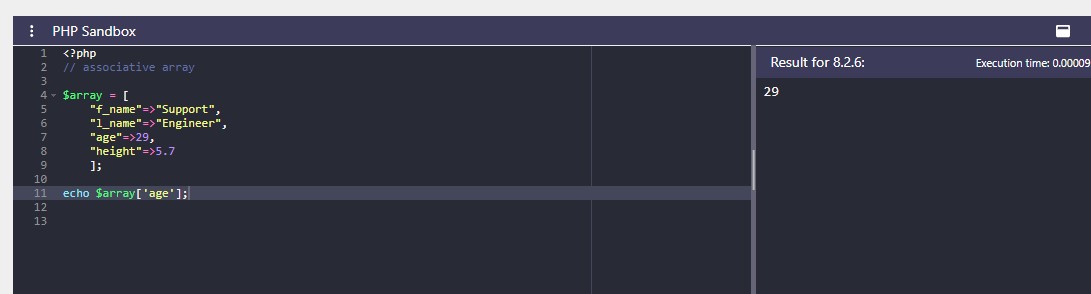 PHP Sandbox
1 <?php
2 // associative array
3
4 $array = [
5 "f_name"=>"Support",
6 "l_name"=>"Engineer",
7 "age"=>29,
8 "height"=>5.7
9 ];
10
11 echo $array['age'];
12
13
Result for 8.2.6:
Execution time: 0.00009
29